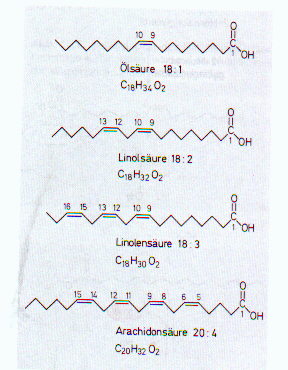 O
10 9
1 OH
Ölsäure 18:1
C18H34O2
O
13 12 10 9
1 OH
Linolsäure 18:2
C18H32O2
O
16 15 13 12 10 9
1 OH
Linolensäure 18:3
C18H30O2
O
15 14 12 11 9 8 6 5
1 OH
Arachidonsäure 20:4
C20H32O2